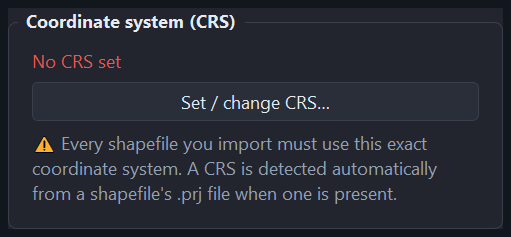 Coordinate system (CRS)
No CRS set
Set / change CRS...
⚠ Every shapefile you import must use this exact
coordinate system. A CRS is detected automatically
from a shapefile's .prj file when one is present.